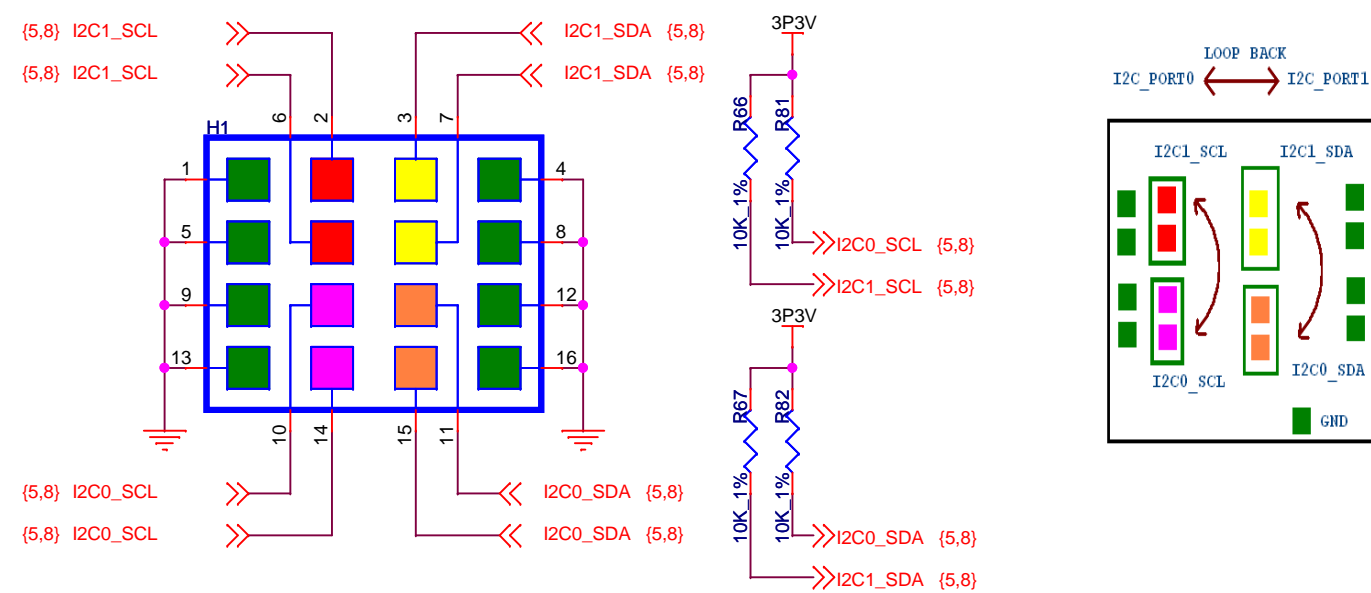 {5,8} I2C1_SCL
{5,8} I2C1_SCL
I2C1_SDA {5,8}
I2C1_SDA {5,8}
6
2
3
7
H1
1
4
5
8
9
12
13
16
10
14
15
11
{5,8} I2C0_SCL
{5,8} I2C0_SCL
I2C0_SDA {5,8}
I2C0_SDA {5,8}
3P3V
R66
R81
10K_1%
10K_1%
I2C0_SCL {5,8}
I2C1_SCL {5,8}
3P3V
R67
R82
10K_1%
10K_1%
I2C0_SDA {5,8}
I2C1_SDA {5,8}
LOOP BACK
I2C_PORT0
I2C_PORT1
I2C1_SCL
I2C1_SDA
I2C0_SCL
I2C0_SDA
GND